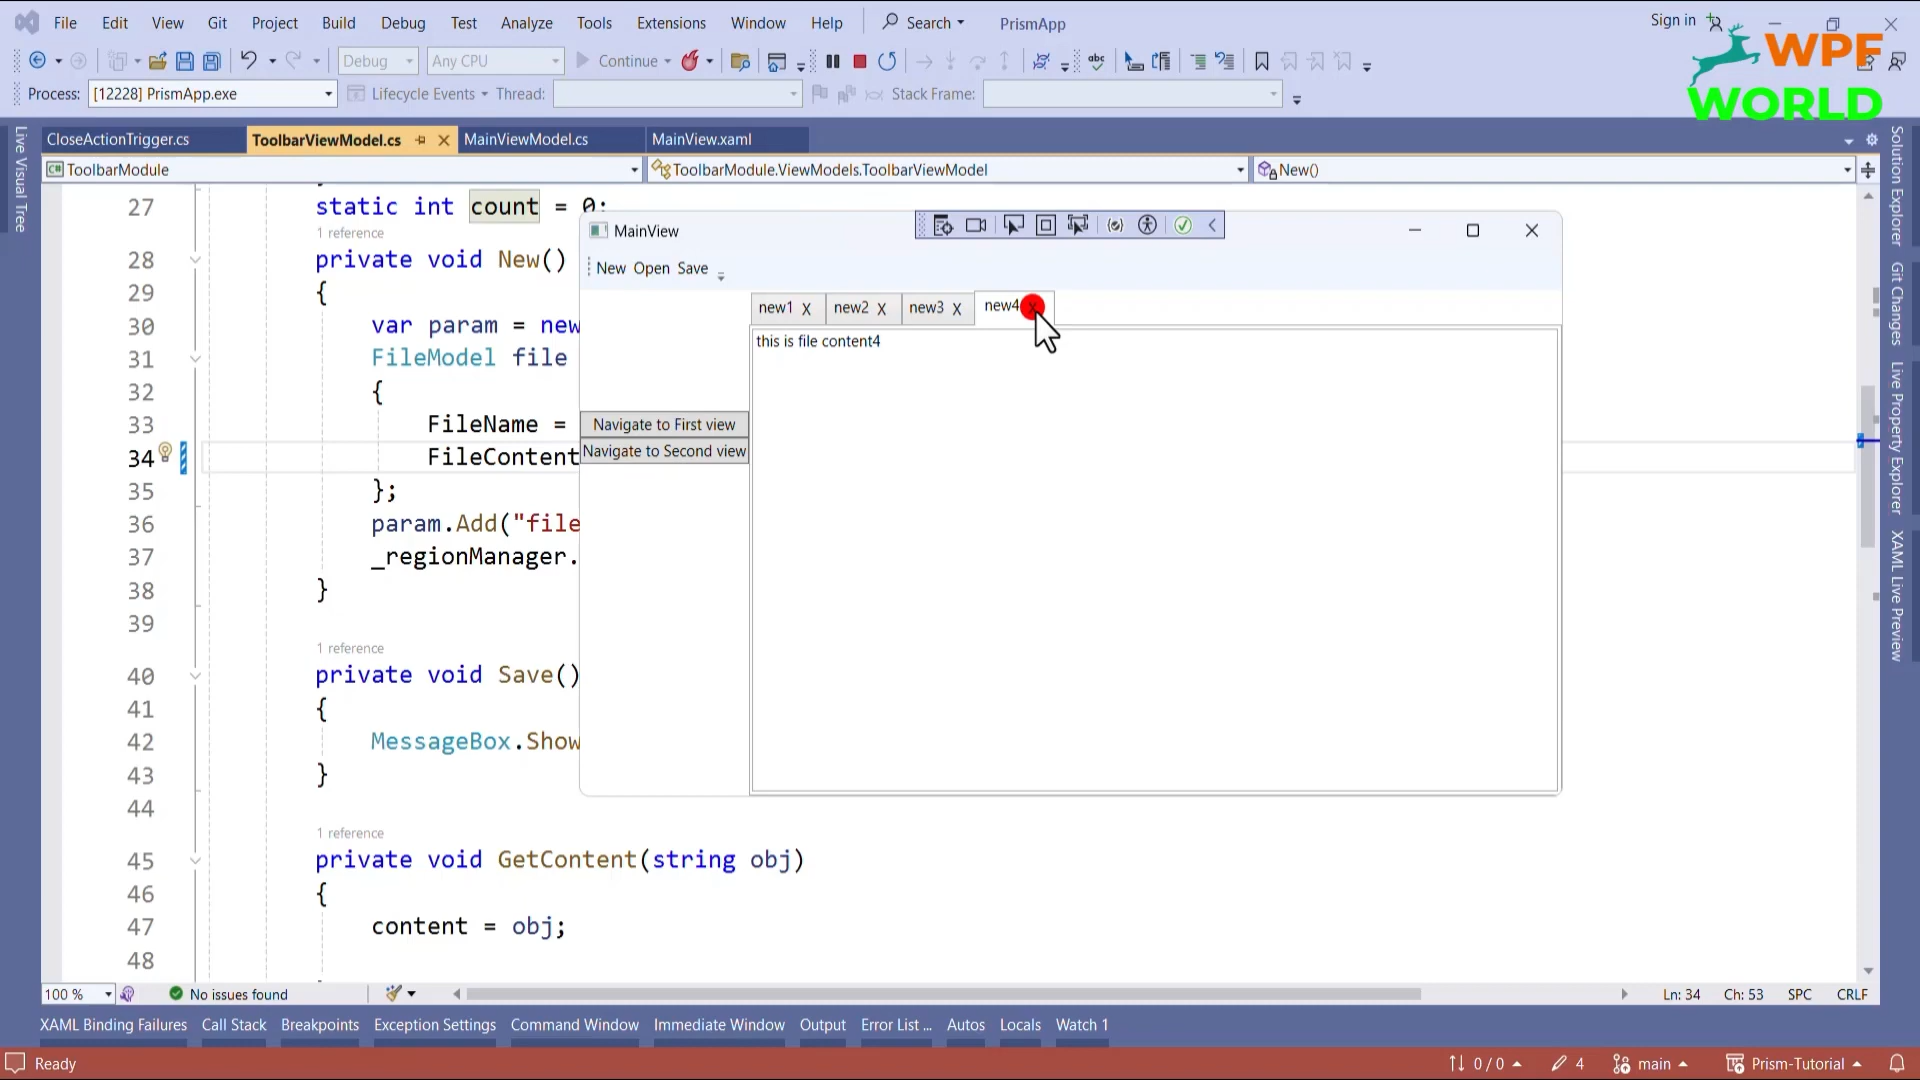 File Edit View Git Project Build Debug Test Analyze Tools Extensions Window Help Search PrismApp Sign in
WPF
WORLD
Debug Any CPU Continue abc
Process: [12228] PrismApp.exe Lifecycle Events Thread: Stack Frame:
CloseActionTrigger.cs ToolbarViewModel.cs MainViewModel.cs MainView.xaml
ToolbarModule ToolbarModule.ViewModels.ToolbarViewModel New()
Live Visual Tree
Solution Explorer
Git Changes
Live Property Explorer
XAML Live Preview
27 static int count = 0;
1 reference
28 private void New()
29 {
30 var param = new
31 FileModel file
32 {
33 FileName =
34 FileContent
35 };
36 param.Add("file
37 _regionManager.
38 }
39
1 reference
40 private void Save()
41 {
42 MessageBox.Show
43 }
44
1 reference
45 private void GetContent(string obj)
46 {
47 content = obj;
48
MainView
New Open Save
new1 X new2 X new3 X new4
this is file content4
Navigate to First view
Navigate to Second view
100 % No issues found Ln: 34 Ch: 53 SPC CRLF
XAML Binding Failures Call Stack Breakpoints Exception Settings Command Window Immediate Window Output Error List ... Autos Locals Watch 1
Ready 0 / 0 4 main Prism-Tutorial